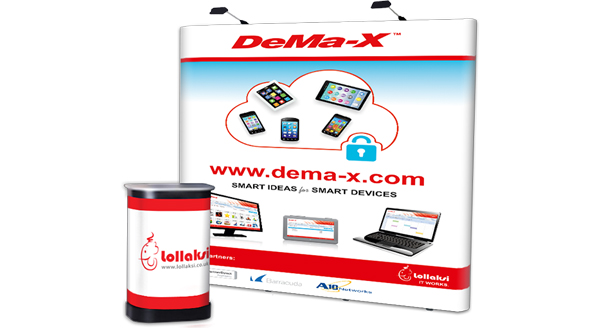 DeMa-X™
www.dema-x.com
SMART IDEAS for SMART DEVICES
lollaksi
www.lollaksi.co.uk
Partners:
Barracuda
A10 Networks
lollaksi
IT WORKS